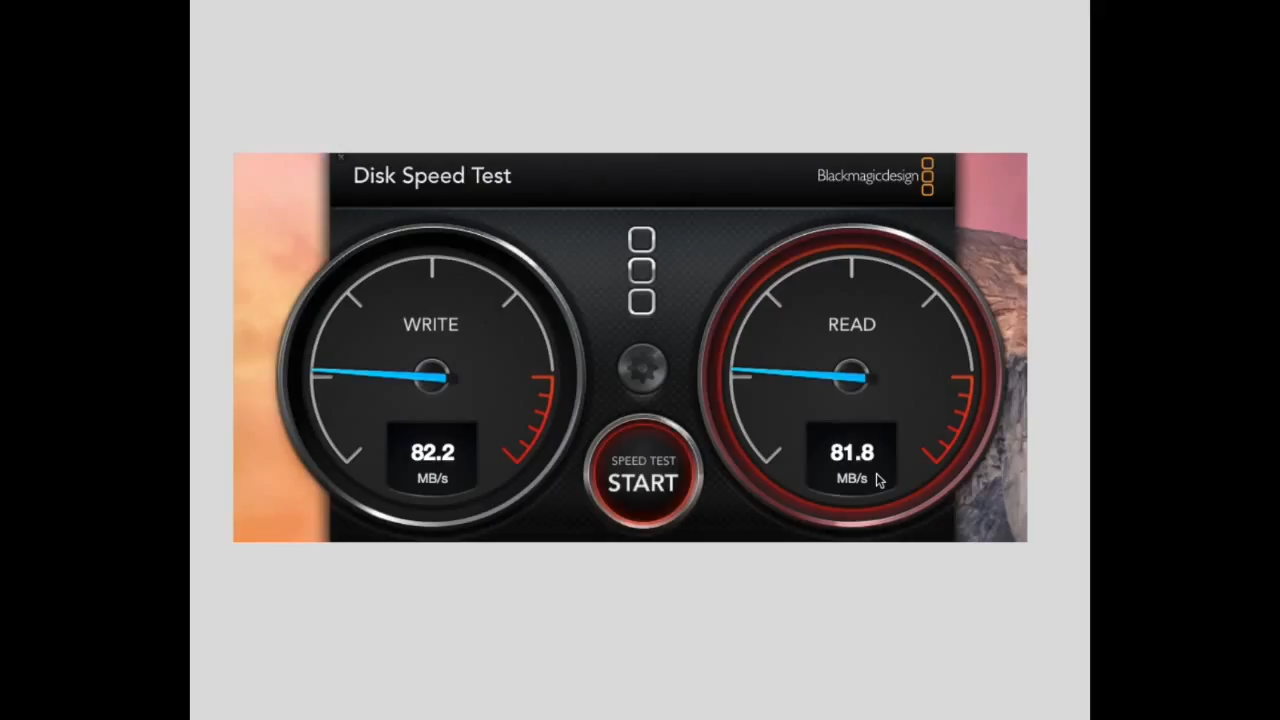 Disk Speed Test
Blackmagicdesign
WRITE
READ
82.2
MB/s
SPEED TEST
START
81.8
MB/s